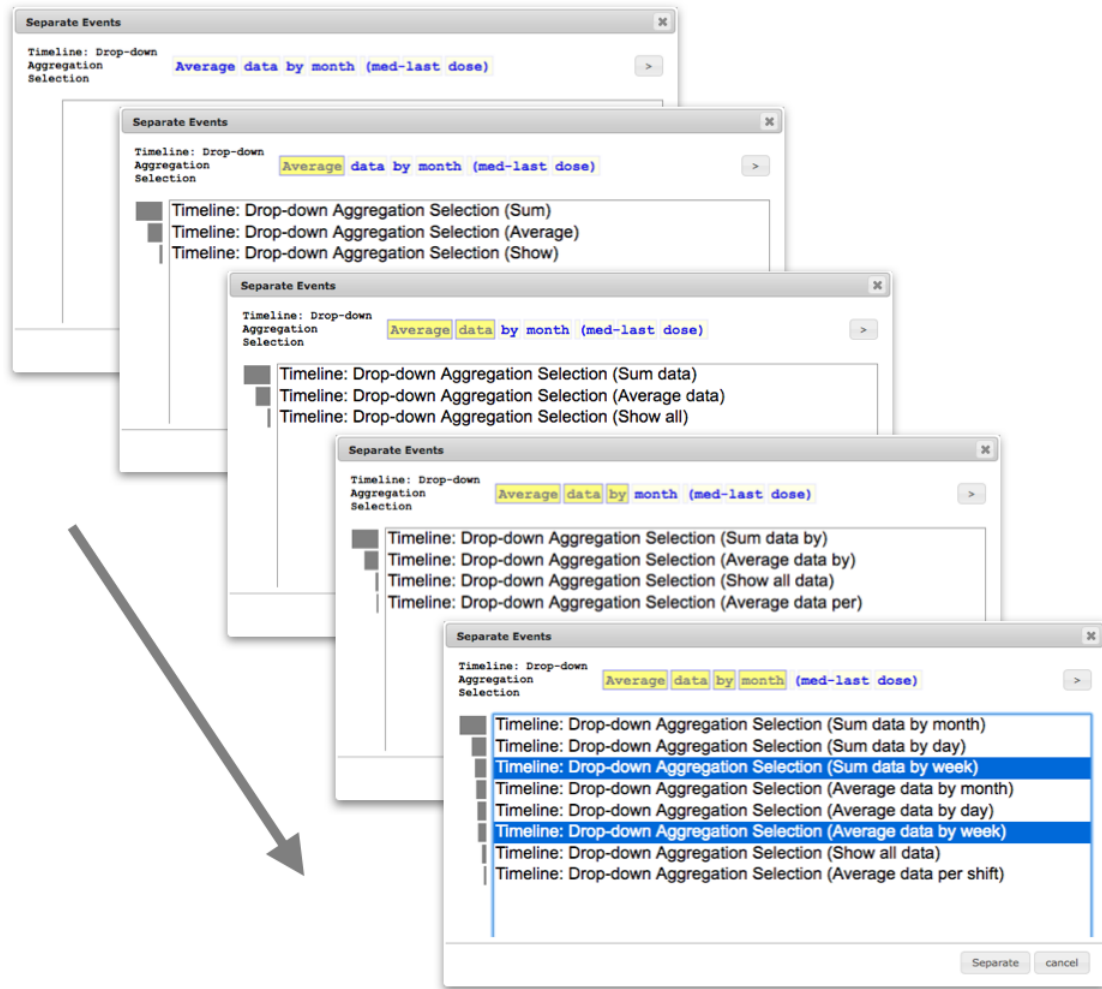 Separate Events
Timeline: Drop-down
Aggregation
Selection
Average data by month (med-last dose)
>
Separate Events
Timeline: Drop-down
Aggregation
Selection
Average data by month (med-last dose)
>
Timeline: Drop-down Aggregation Selection (Sum)
Timeline: Drop-down Aggregation Selection (Average)
Timeline: Drop-down Aggregation Selection (Show)
Separate Events
Timeline: Drop-down
Aggregation
Selection
Average data by month (med-last dose)
>
Timeline: Drop-down Aggregation Selection (Sum data)
Timeline: Drop-down Aggregation Selection (Average data)
Timeline: Drop-down Aggregation Selection (Show all)
Separate Events
Timeline: Drop-down
Aggregation
Selection
Average data by month (med-last dose)
>
Timeline: Drop-down Aggregation Selection (Sum data by)
Timeline: Drop-down Aggregation Selection (Average data by)
Timeline: Drop-down Aggregation Selection (Show all data)
Timeline: Drop-down Aggregation Selection (Average data per)
Separate Events
Timeline: Drop-down
Aggregation
Selection
Average data by month (med-last dose)
>
Timeline: Drop-down Aggregation Selection (Sum data by month)
Timeline: Drop-down Aggregation Selection (Sum data by day)
Timeline: Drop-down Aggregation Selection (Sum data by week)
Timeline: Drop-down Aggregation Selection (Average data by month)
Timeline: Drop-down Aggregation Selection (Average data by day)
Timeline: Drop-down Aggregation Selection (Average data by week)
Timeline: Drop-down Aggregation Selection (Show all data)
Timeline: Drop-down Aggregation Selection (Average data per shift)
Separate cancel